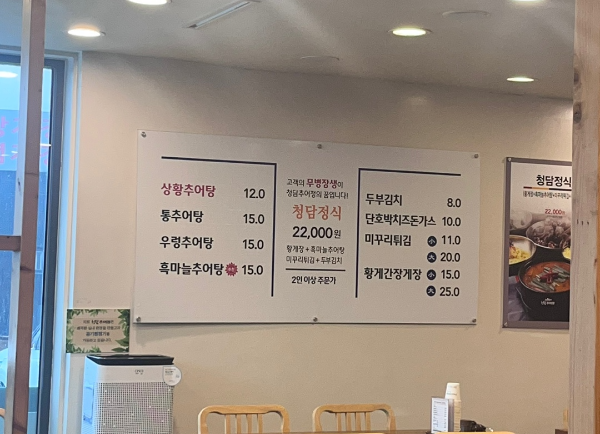 상황추어탕 12.0
통추어탕 15.0
우렁추어탕 15.0
흑마늘추어탕 15.0
고객의 무병장생이
청담추어정의 꿈입니다!
청담정식
22,000원
황게장 + 흑마늘추어탕
미꾸리튀김 + 두부김치
2인 이상 주문가
두부김치 8.0
단호박치즈돈가스 10.0
미꾸리튀김 小 11.0
大 20.0
황게간장게장 小 15.0
大 25.0
청담정식
22,000